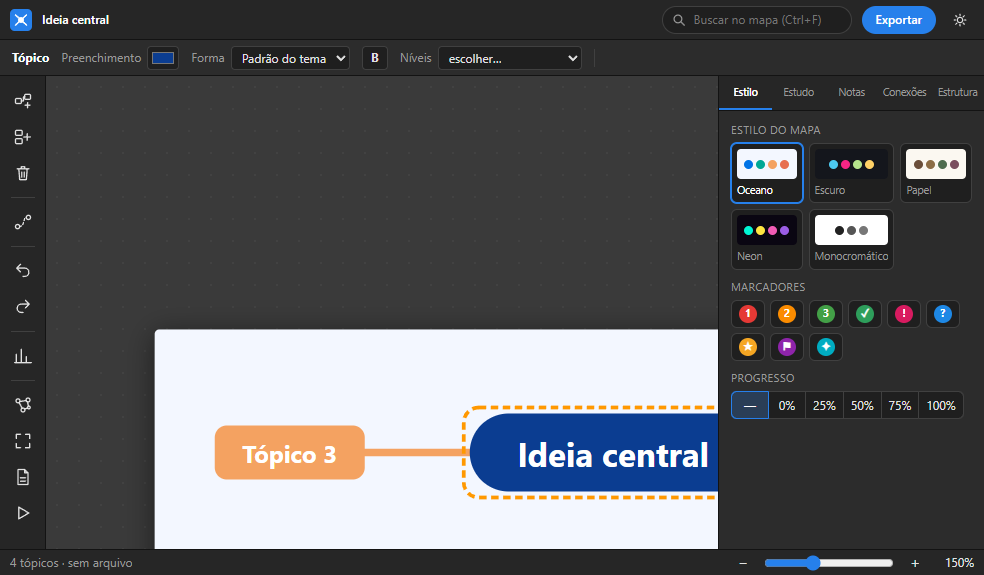 Ideia central
Buscar no mapa (Ctrl+F)
Exportar
Tópico Preenchimento Forma Padrão do tema B Níveis escolher...
Estilo Estudo Notas Conexões Estrutura
ESTILO DO MAPA
Oceano Escuro Papel
Neon Monocromático
MARCADORES
1 2 3 ! ?
PROGRESSO
— 0% 25% 50% 75% 100%
Tópico 3
Ideia central
4 tópicos · sem arquivo
− + 150%